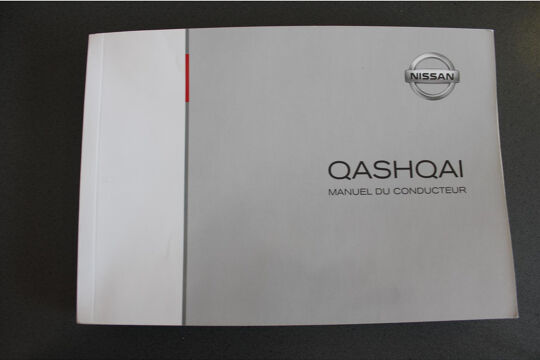 NISSAN
QASHQAI
MANUEL DU CONDUCTEUR